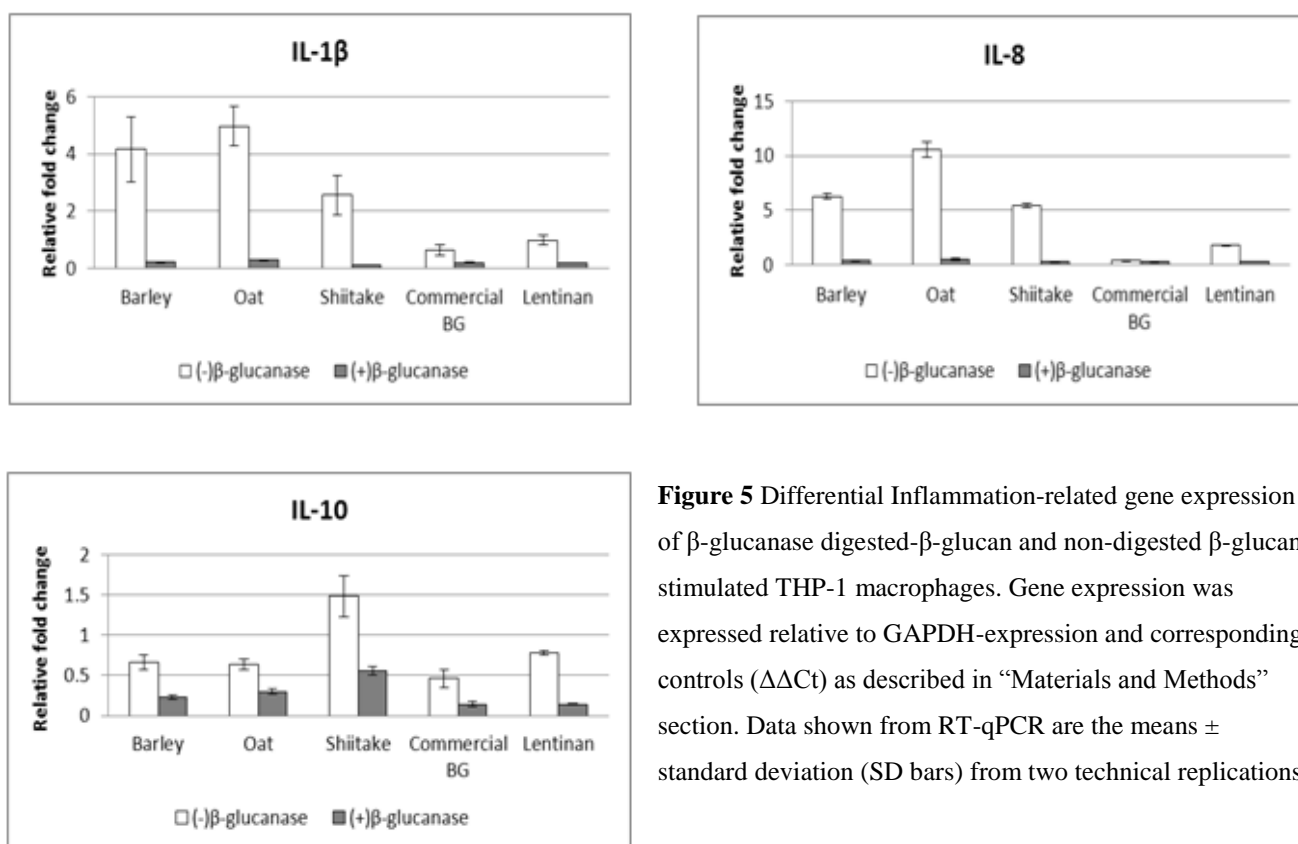 IL-1β
Relative fold change
6
4
2
0
Barley Oat Shiitake Commercial BG Lentinan
(-)β-glucanase (+)β-glucanase
IL-8
Relative fold change
15
10
5
0
Barley Oat Shiitake Commercial BG Lentinan
(-)β-glucanase (+)β-glucanase
IL-10
Relative fold change
2
1.5
1
0.5
0
Barley Oat Shiitake Commercial BG Lentinan
(-)β-glucanase (+)β-glucanase
Figure 5 Differential Inflammation-related gene expression
of β-glucanase digested-β-glucan and non-digested β-glucan
stimulated THP-1 macrophages. Gene expression was
expressed relative to GAPDH-expression and corresponding
controls (ΔΔCt) as described in “Materials and Methods”
section. Data shown from RT-qPCR are the means ±
standard deviation (SD bars) from two technical replications